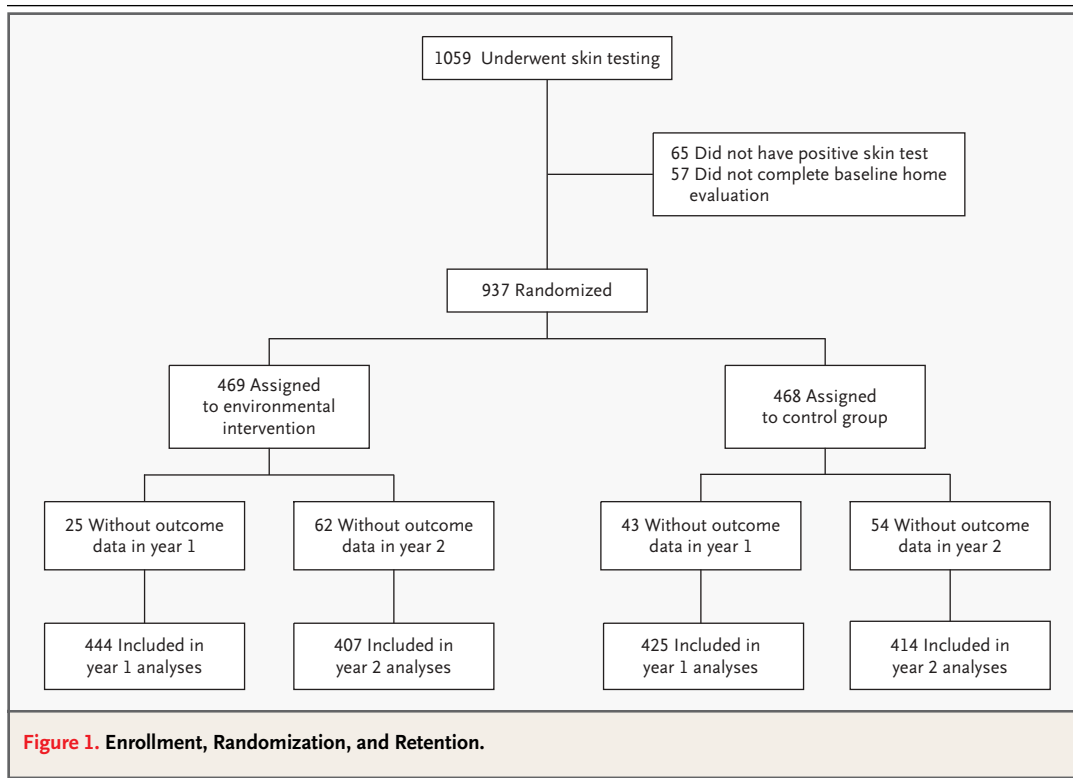 1059 Underwent skin testing
65 Did not have positive skin test
57 Did not complete baseline home
evaluation
937 Randomized
469 Assigned
to environmental
intervention
468 Assigned
to control group
25 Without outcome
data in year 1
62 Without outcome
data in year 2
43 Without outcome
data in year 1
54 Without outcome
data in year 2
444 Included in
year 1 analyses
407 Included in
year 2 analyses
425 Included in
year 1 analyses
414 Included in
year 2 analyses
Figure 1. Enrollment, Randomization, and Retention.